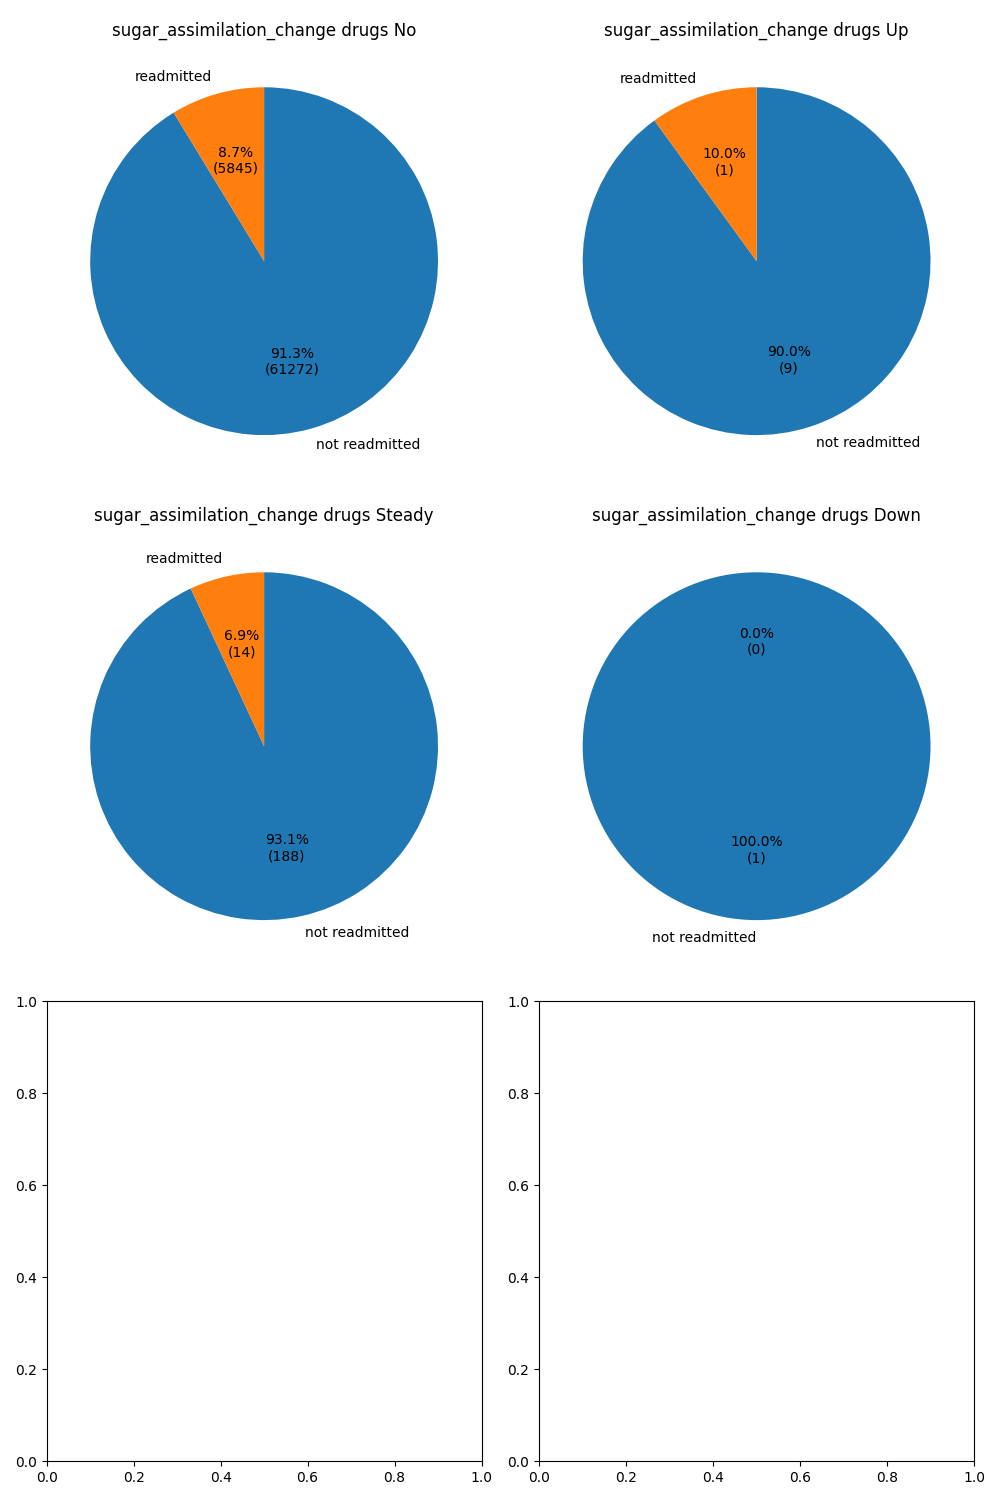 sugar_assimilation_change drugs No
readmitted
8.7%
(5845)
91.3%
(61272)
not readmitted
sugar_assimilation_change drugs Up
readmitted
10.0%
(1)
90.0%
(9)
not readmitted
sugar_assimilation_change drugs Steady
readmitted
6.9%
(14)
93.1%
(188)
not readmitted
sugar_assimilation_change drugs Down
0.0%
(0)
100.0%
(1)
not readmitted
1.0
0.8
0.6
0.4
0.2
0.0
0.0 0.2 0.4 0.6 0.8 1.0
1.0
0.8
0.6
0.4
0.2
0.0
0.0 0.2 0.4 0.6 0.8 1.0